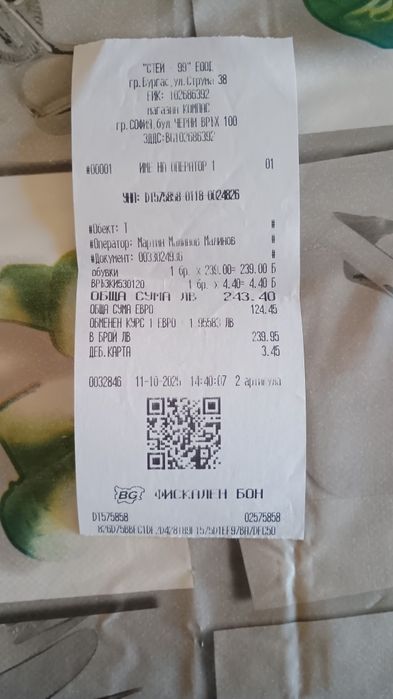 "СТЕИ - 99" ЕООД
гр.Бургас,ул.Струма 38
ЕИК: 102686392
магазин КОМПАС
гр.СОФИЯ,бул.ЧЕРНИ ВРЪХ 100
ЗДДС:BG102686392
#00001 ИМЕ НА ОПЕРАТОР 1 01
УНП: DT575858-0118-0024826
#Обект: 1 #
#Оператор: Мартин Малинов Малинов #
#Документ: 0033024936 #
обувки 1 бр. x 239.00= 239.00 Б
1 бр. x 4.40= 4.40 Б
ОБЩА СУМА ЛВ 243.40
ОБЩА СУМА ЕВРО 124.45
ОБМЕНЕН КУРС 1 ЕВРО = 1.95583 ЛВ
В БРОЙ ЛВ 239.95
ДЕБ.КАРТА 3.45
0032846 11-10-2025 14:40:07 2 артикула
BG ФИСКАЛЕН БОН
DT575858 02575858